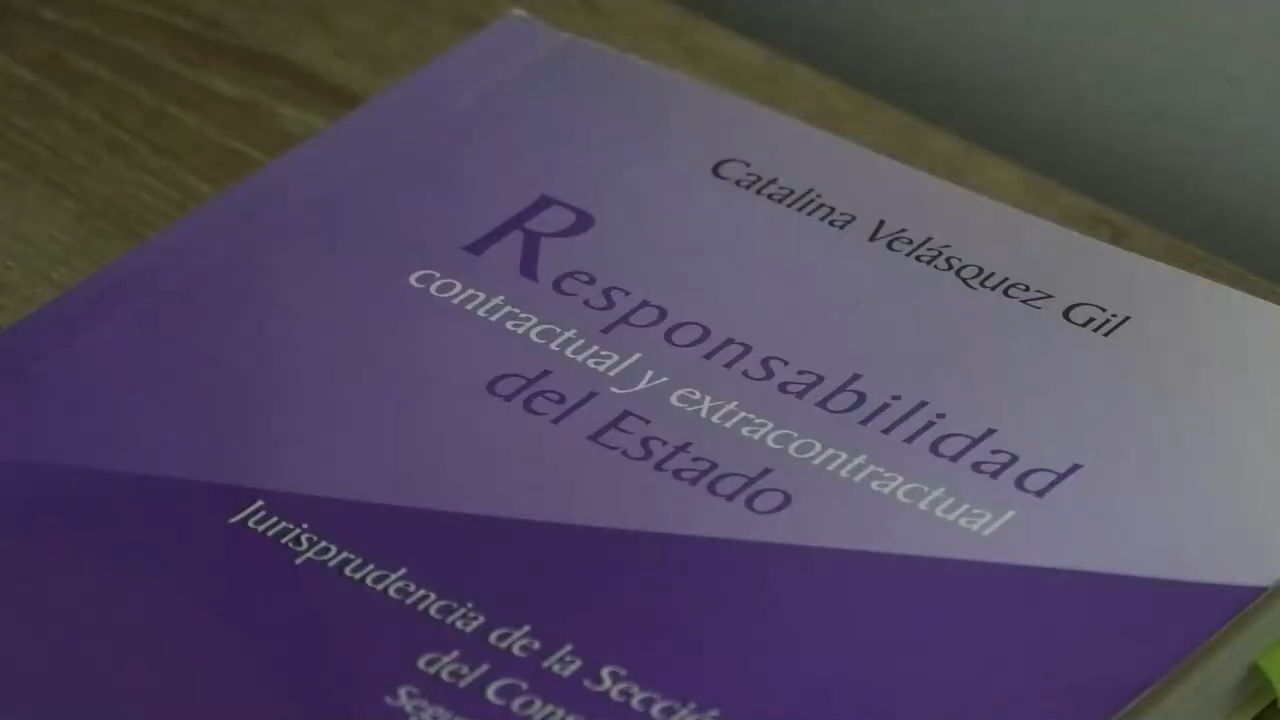 Catalina Velásquez Gil
Responsabilidad
contractual y extracontractual
del Estado
Jurisprudencia de la Secció
del Con